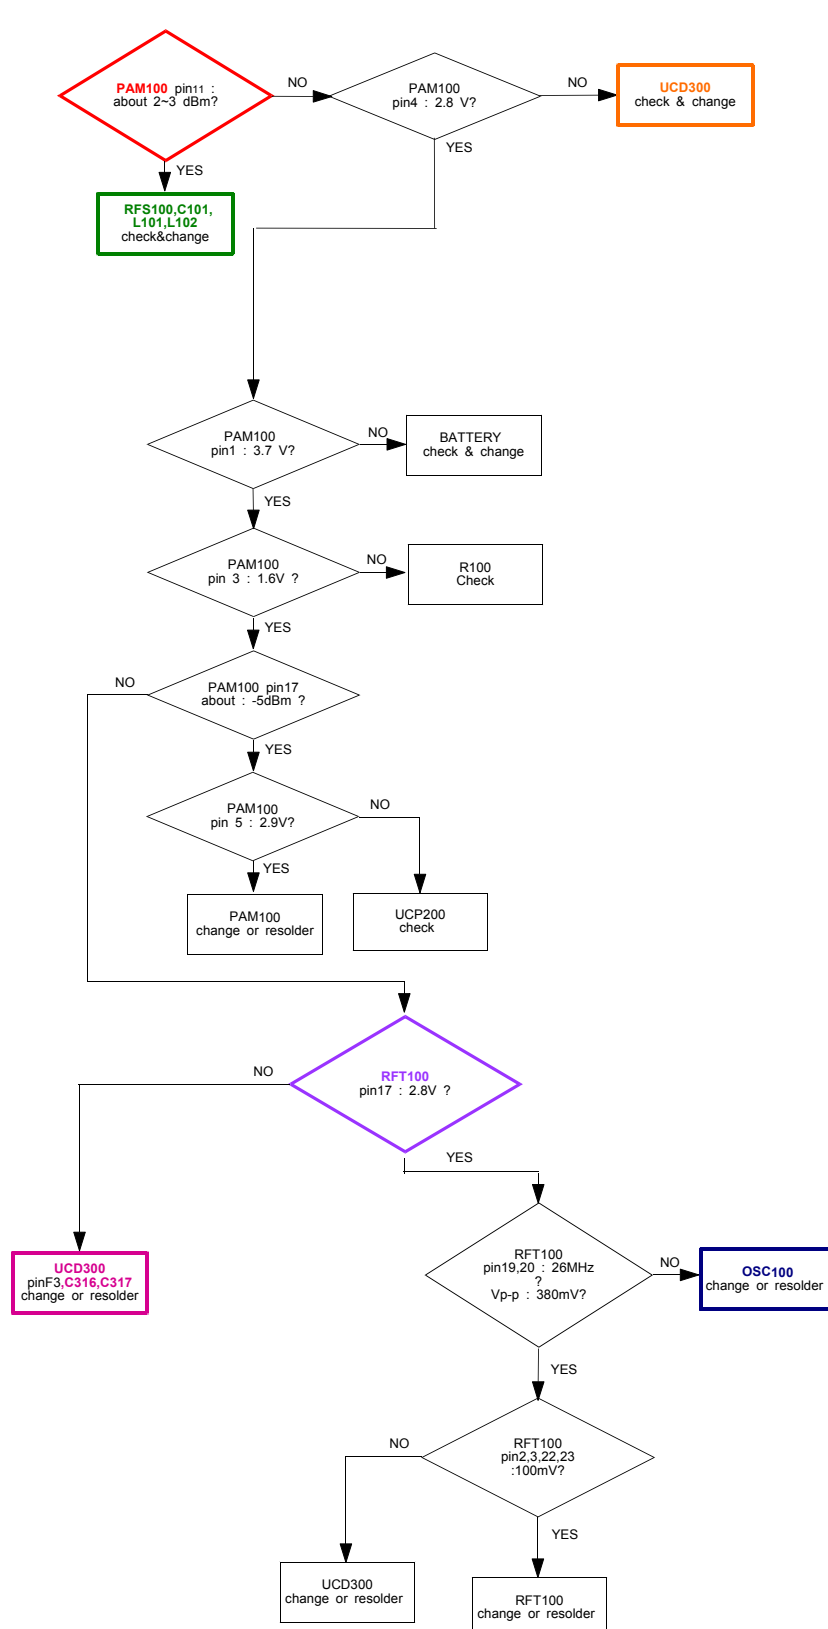 PAM100 pin11 :
about 2~3 dBm?
NO
PAM100
pin4 : 2.8 V?
NO
UCD300
check & change
YES
YES
RFS100,C101,
L101,L102
check&change
PAM100
pin1 : 3.7 V?
NO
BATTERY
check & change
YES
PAM100
pin 3 : 1.6V ?
NO
R100
Check
YES
NO
PAM100 pin17
about : -5dBm ?
YES
PAM100
pin 5 : 2.9V?
NO
YES
PAM100
change or resolder
UCP200
check
NO
RFT100
pin17 : 2.8V ?
YES
UCD300
pinF3,C316,C317
change or resolder
RFT100
pin19,20 : 26MHz
?
Vp-p : 380mV?
NO
OSC100
change or resolder
YES
NO
RFT100
pin2,3,22,23
:100mV?
YES
UCD300
change or resolder
RFT100
change or resolder